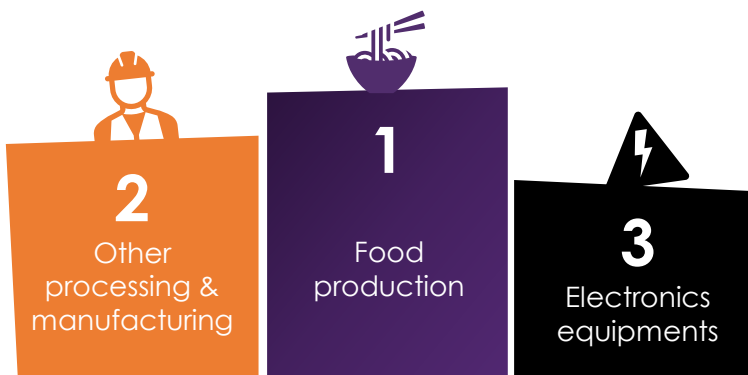 2
Other
processing &
manufacturing
1
Food
production
3
Electronics
equipments